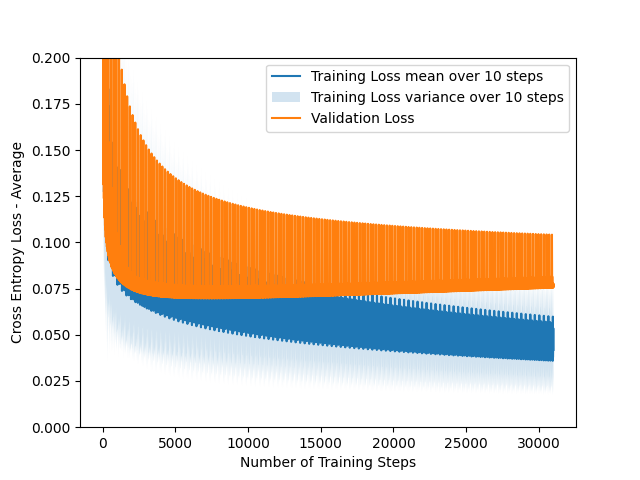 Training Loss mean over 10 steps
Training Loss variance over 10 steps
Validation Loss
Cross Entropy Loss - Average
0.200
0.175
0.150
0.125
0.100
0.075
0.050
0.025
0.000
0 5000 10000 15000 20000 25000 30000
Number of Training Steps